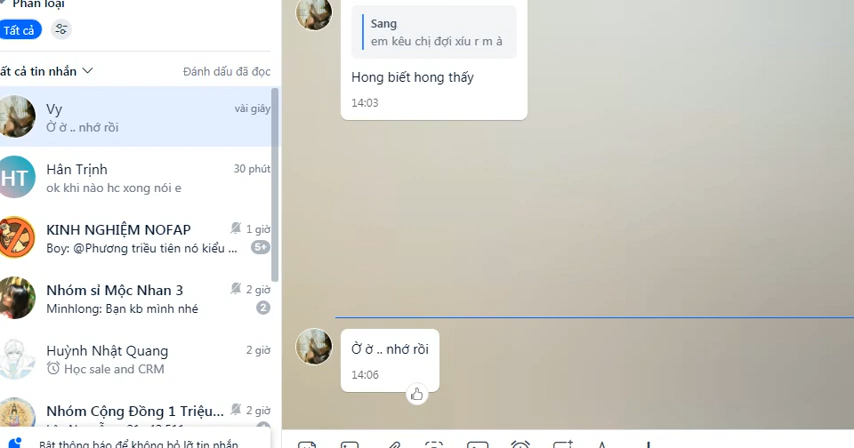 Phân loại
Tất cả
ất cả tin nhắn
Đánh dấu đã đọc
Vy
vài giây
Ờ ờ .. nhớ rồi
Hân Trịnh
30 phút
ok khi nào hc xong nói e
KINH NGHIỆM NOFAP
1 giờ
Boy: @Phương triều tiên nó kiểu ...
5+
Nhóm sỉ Mộc Nhan 3
2 giờ
Minhlong: Bạn kb mình nhé
2
Huỳnh Nhật Quang
2 giờ
Học sale and CRM
Nhóm Cộng Đồng 1 Triệu...
2 giờ
Bật thông báo để không bỏ lỡ tin nhắn
HT
Sang
em kêu chị đợi xíu r m à
Hong biết hong thấy
14:03
Ờ ờ .. nhớ rồi
14:06